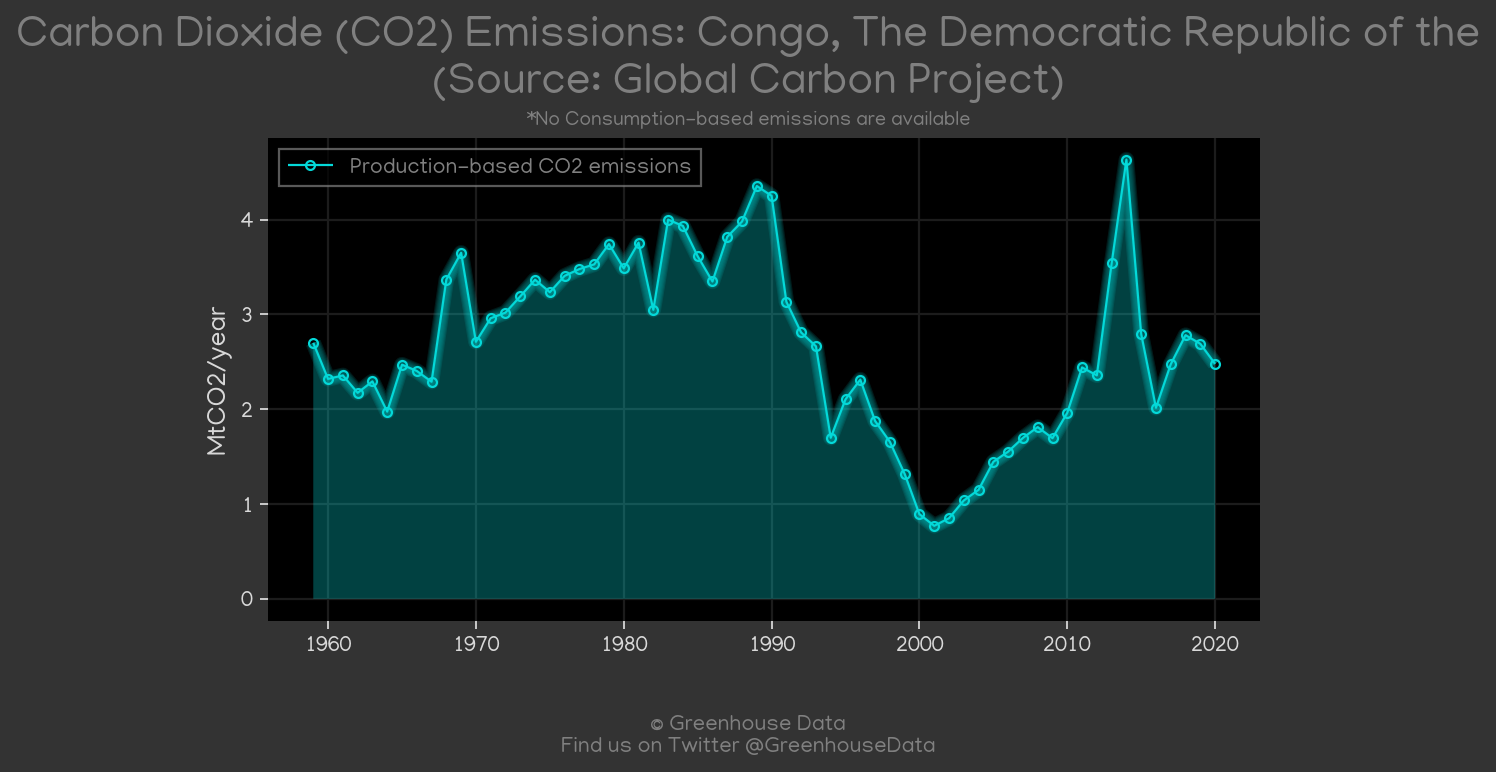 Carbon Dioxide (CO2) Emissions: Congo, The Democratic Republic of the
(Source: Global Carbon Project)
*No Consumption-based emissions are available
Production-based CO2 emissions
MtCO2/year
4
3
2
1
0
1960 1970 1980 1990 2000 2010 2020
© Greenhouse Data
Find us on Twitter @GreenhouseData